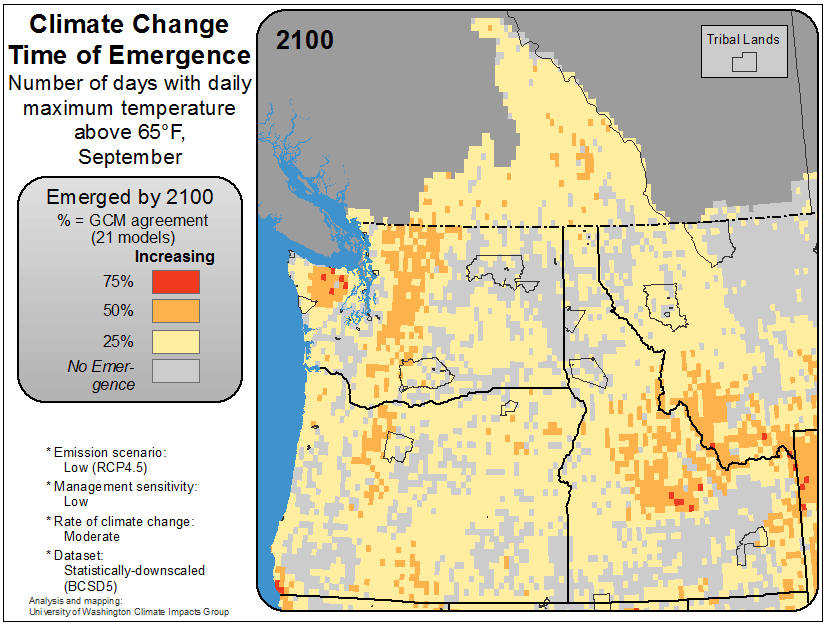 Climate Change
Time of Emergence
Number of days with daily
maximum temperature
above 65°F,
September
Emerged by 2100
% = GCM agreement
(21 models)
Increasing
75%
50%
25%
No Emer-
gence
* Emission scenario:
Low (RCP4.5)
* Management sensitivity:
Low
* Rate of climate change:
Moderate
* Dataset:
Statistically-downscaled
(BCSD5)
Analysis and mapping:
University of Washington Climate Impacts Group
2100
Tribal Lands